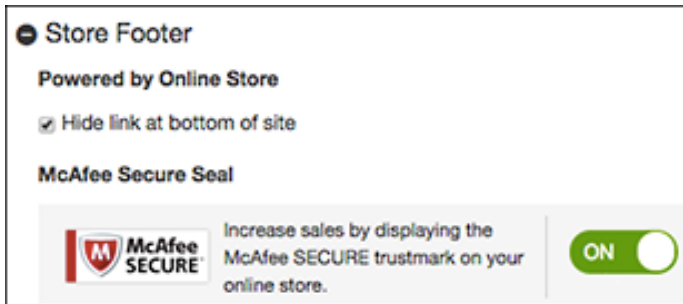 Store Footer
Powered by Online Store
Hide link at bottom of site
McAfee Secure Seal
McAfee
SECURE
Increase sales by displaying the
McAfee SECURE trustmark on your
online store.
ON